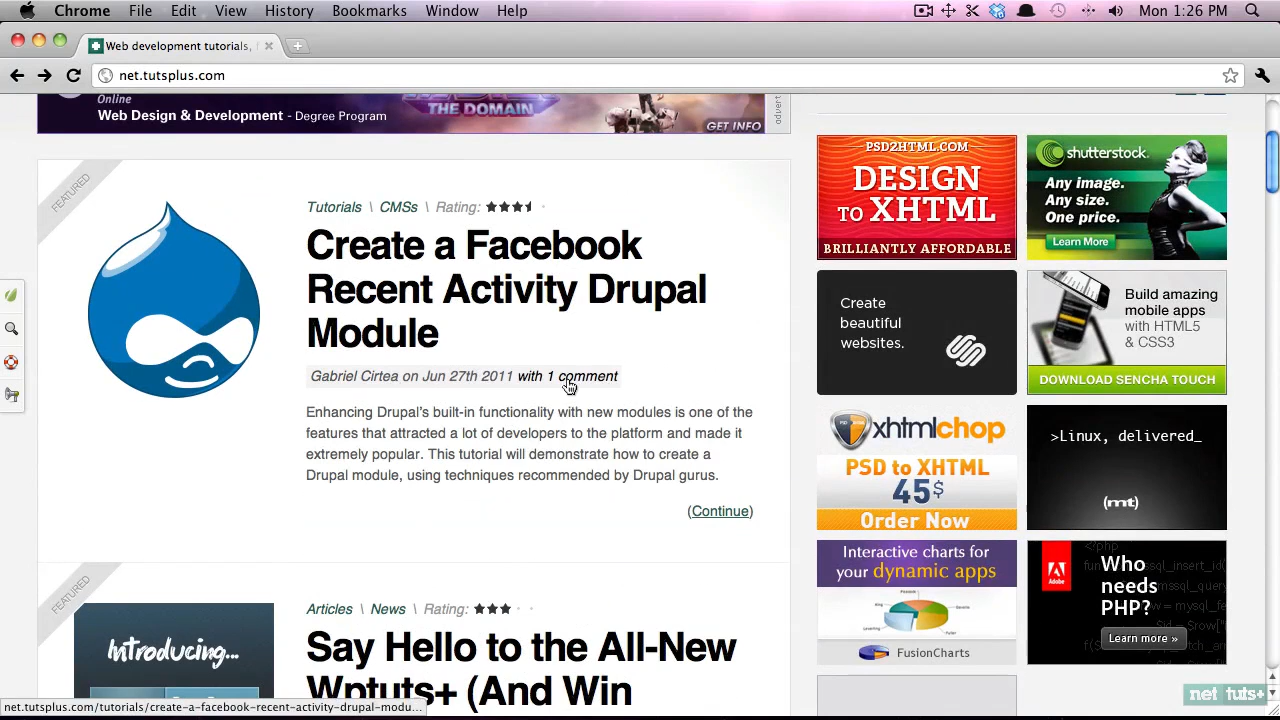 Chrome File Edit View History Bookmarks Window Help Mon 1:26 PM
Web development tutorials,
net.tutsplus.com
Online
Web Design & Development - Degree Program
THE DOMAIN
GET INFO
advert
FEATURED
Tutorials \ CMSs \ Rating:
Create a Facebook
Recent Activity Drupal
Module
Gabriel Cirtea on Jun 27th 2011 with 1 comment
Enhancing Drupal's built-in functionality with new modules is one of the
features that attracted a lot of developers to the platform and made it
extremely popular. This tutorial will demonstrate how to create a
Drupal module, using techniques recommended by Drupal gurus.
(Continue)
FEATURED
Introducing...
Articles \ News \ Rating:
Say Hello to the All-New
Wptuts+ (And Win
PSD2HTML.COM
DESIGN
TO XHTML
BRILLIANTLY AFFORDABLE
shutterstock
Any image.
Any size.
One price.
Learn More
Create
beautiful
websites.
Build amazing
mobile apps
with HTML5
& CSS3
DOWNLOAD SENCHA TOUCH
xhtmlchop
PSD to XHTML
45$
Order Now
>Linux, delivered_
(mt)
Interactive charts for
your dynamic apps
FusionCharts
Adobe
Who
needs
PHP?
Learn more »
net.tutsplus.com/tutorials/create-a-facebook-recent-activity-drupal-modu...
net tuts+